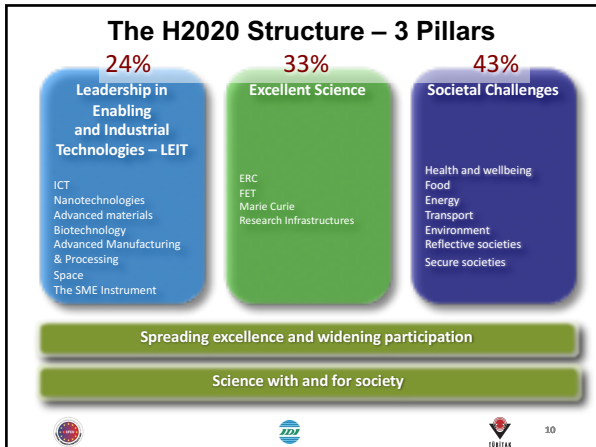 The H2020 Structure – 3 Pillars
24%
Leadership in
Enabling
and Industrial
Technologies – LEIT
ICT
Nanotechnologies
Advanced materials
Biotechnology
Advanced Manufacturing
& Processing
Space
The SME Instrument
33%
Excellent Science
ERC
FET
Marie Curie
Research Infrastructures
43%
Societal Challenges
Health and wellbeing
Food
Energy
Transport
Environment
Reflective societies
Secure societies
Spreading excellence and widening participation
Science with and for society
TÜBİTAK
10